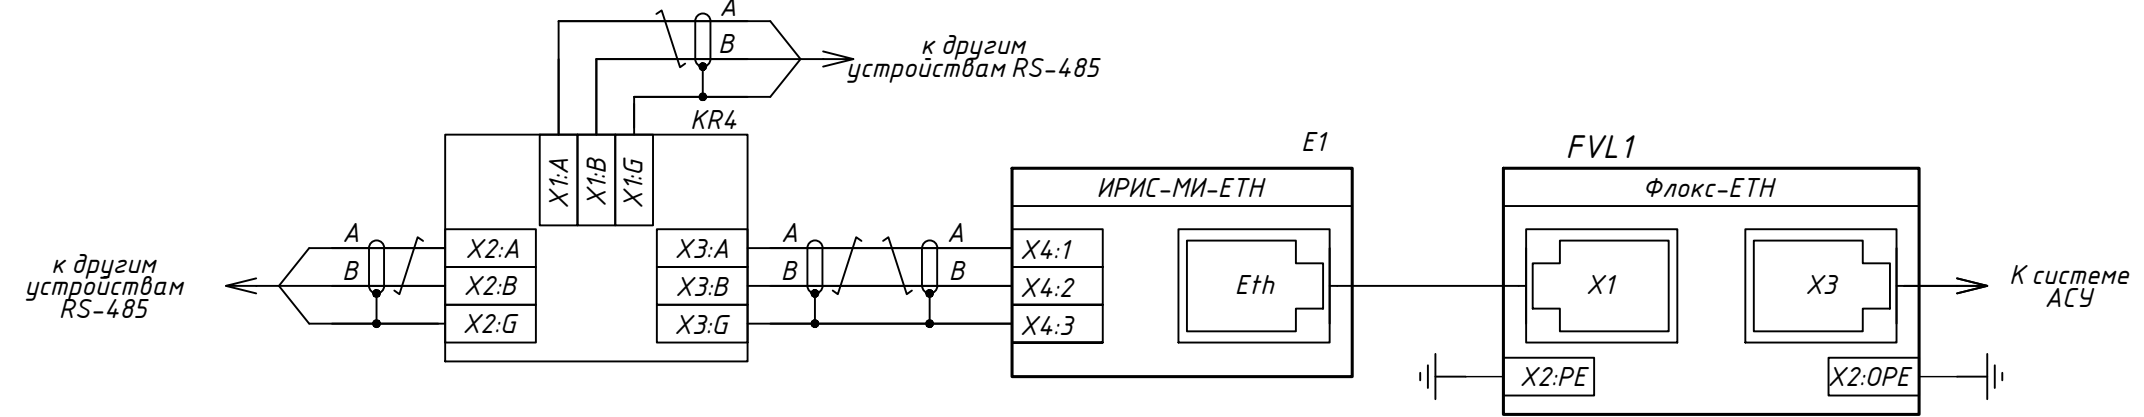 A
B
к другим
устройствам RS-485
KR4
X1:A
X1:B
X1:G
E1
FVL1
ИРИС-МИ-ETH
Флокс-ETH
к другим
устройствам
RS-485
A
B
X2:A
X2:B
X2:G
X3:A
X3:B
X3:G
A
B
A
B
X4:1
X4:2
X4:3
Eth
X1
X3
К системе
АСУ
X2:PE
X2:OPE